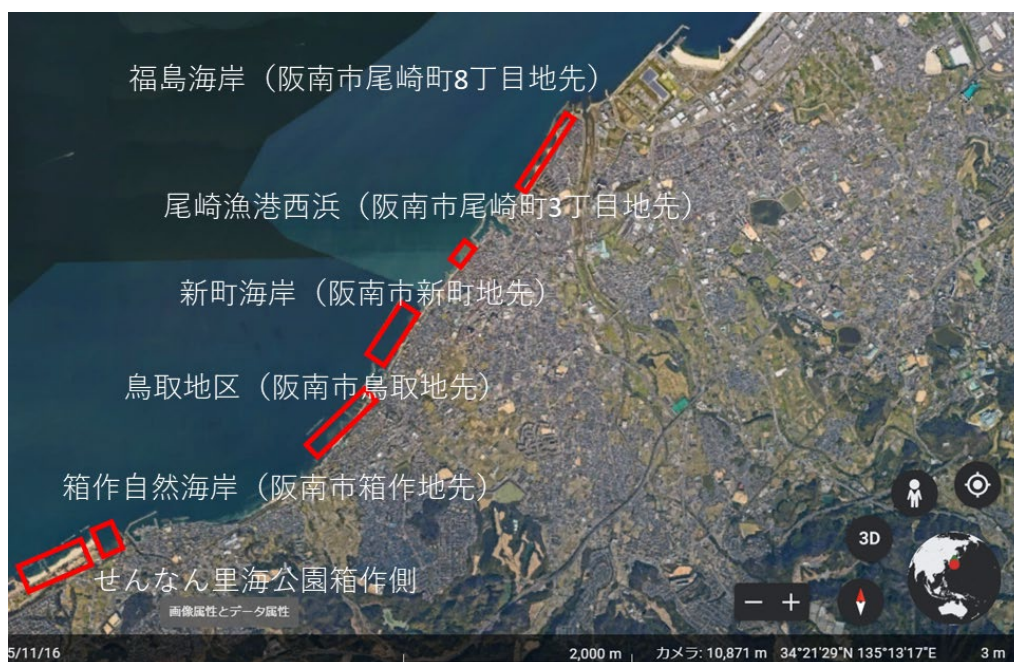 福島海岸（阪南市尾崎町8丁目地先）
尾崎漁港西浜（阪南市尾崎町3丁目地先）
新町海岸（阪南市新町地先）
鳥取地区（阪南市鳥取地先）
箱作自然海岸（阪南市箱作地先）
せんなん里海公園箱作側
画像属性とデータ属性
3D
5/11/16 2,000 m カメラ: 10,871 m 34°21'29"N 135°13'17"E 3 m